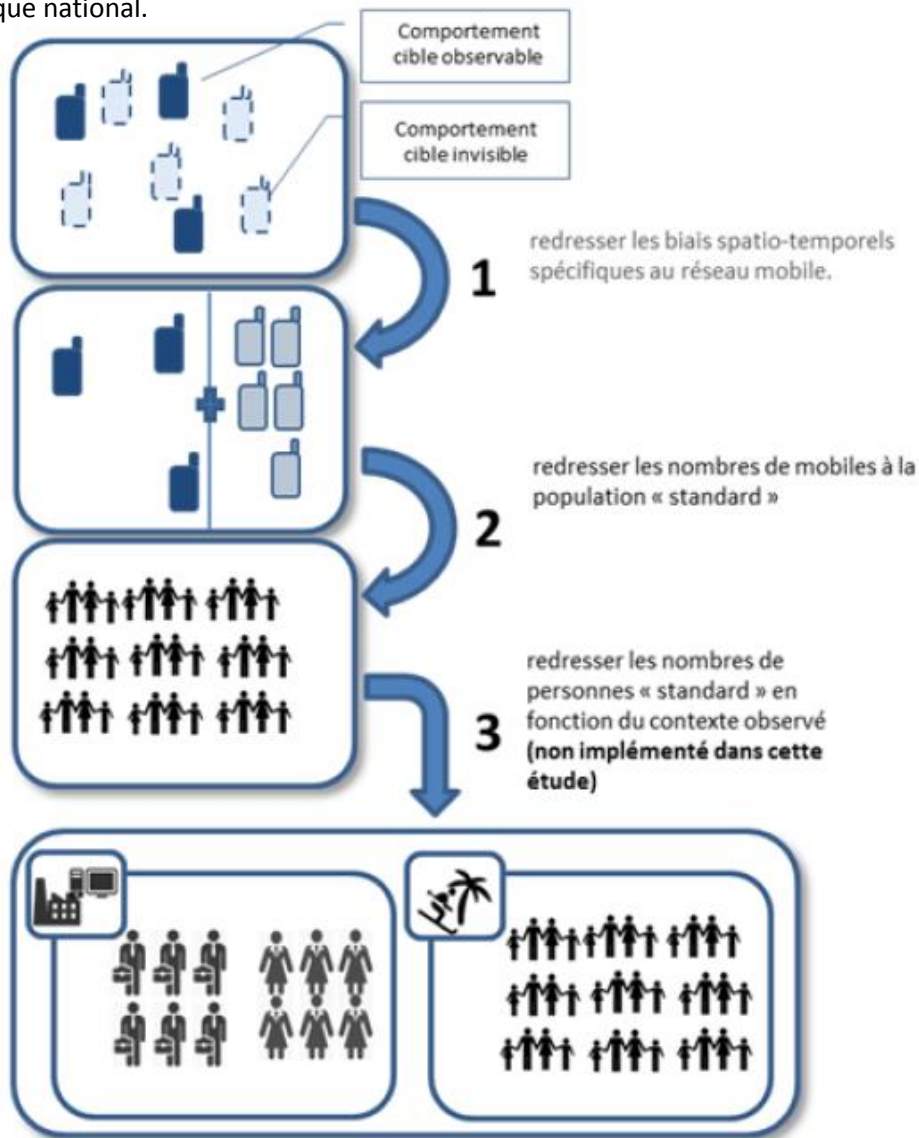 que national.
Comportement
cible observable
Comportement
cible invisible
1
redresser les biais spatio-temporels
spécifiques au réseau mobile.
2
redresser les nombres de mobiles à la
population « standard »
3
redresser les nombres de
personnes « standard » en
fonction du contexte observé
(non implémenté dans cette
étude)